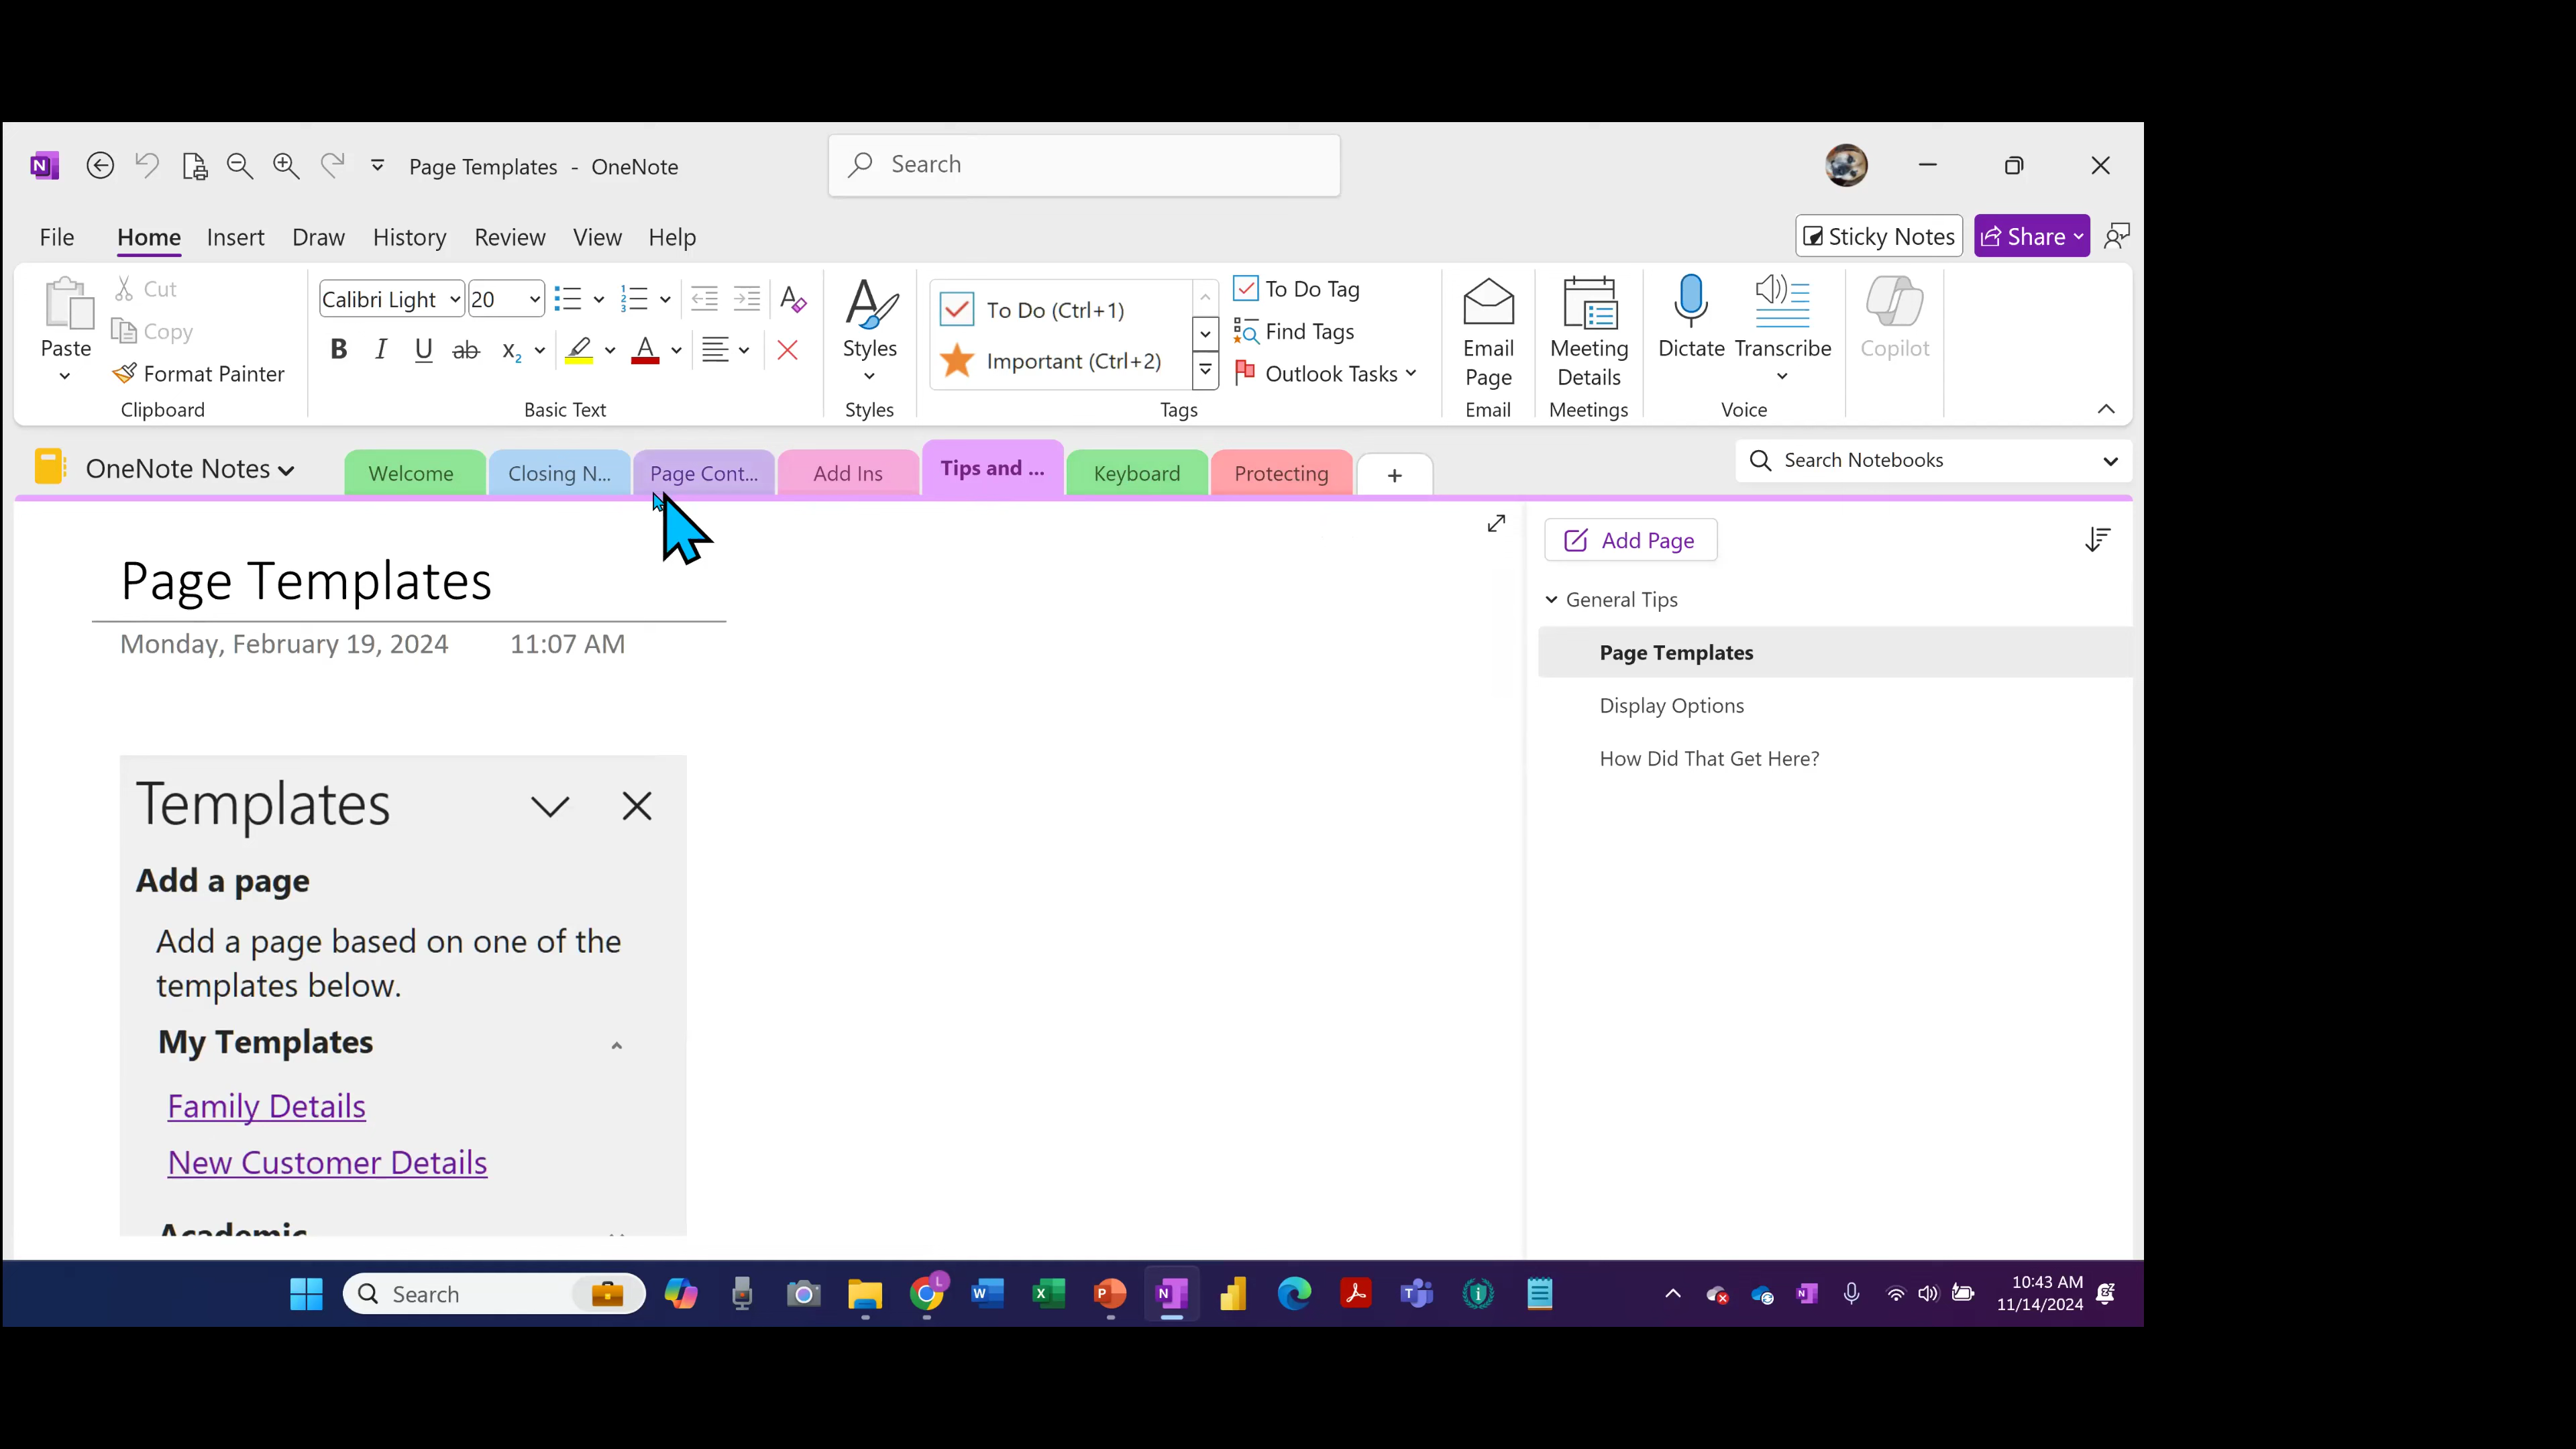 Page Templates - OneNote
Search
File Home Insert Draw History Review View Help
Sticky Notes
Share
Paste
Cut
Copy
Format Painter
Clipboard
Calibri Light
20
Basic Text
Styles
Styles
To Do (Ctrl+1)
Important (Ctrl+2)
To Do Tag
Find Tags
Outlook Tasks
Tags
Email
Page
Email
Meeting
Details
Meetings
Dictate
Transcribe
Voice
Copilot
OneNote Notes
Welcome
Closing N...
Page Cont...
Add Ins
Tips and ...
Keyboard
Protecting
+
Search Notebooks
Page Templates
Monday, February 19, 2024 11:07 AM
Templates
Add a page
Add a page based on one of the
templates below.
My Templates
Family Details
New Customer Details
Academic
Add Page
General Tips
Page Templates
Display Options
How Did That Get Here?
Search
10:43 AM
11/14/2024